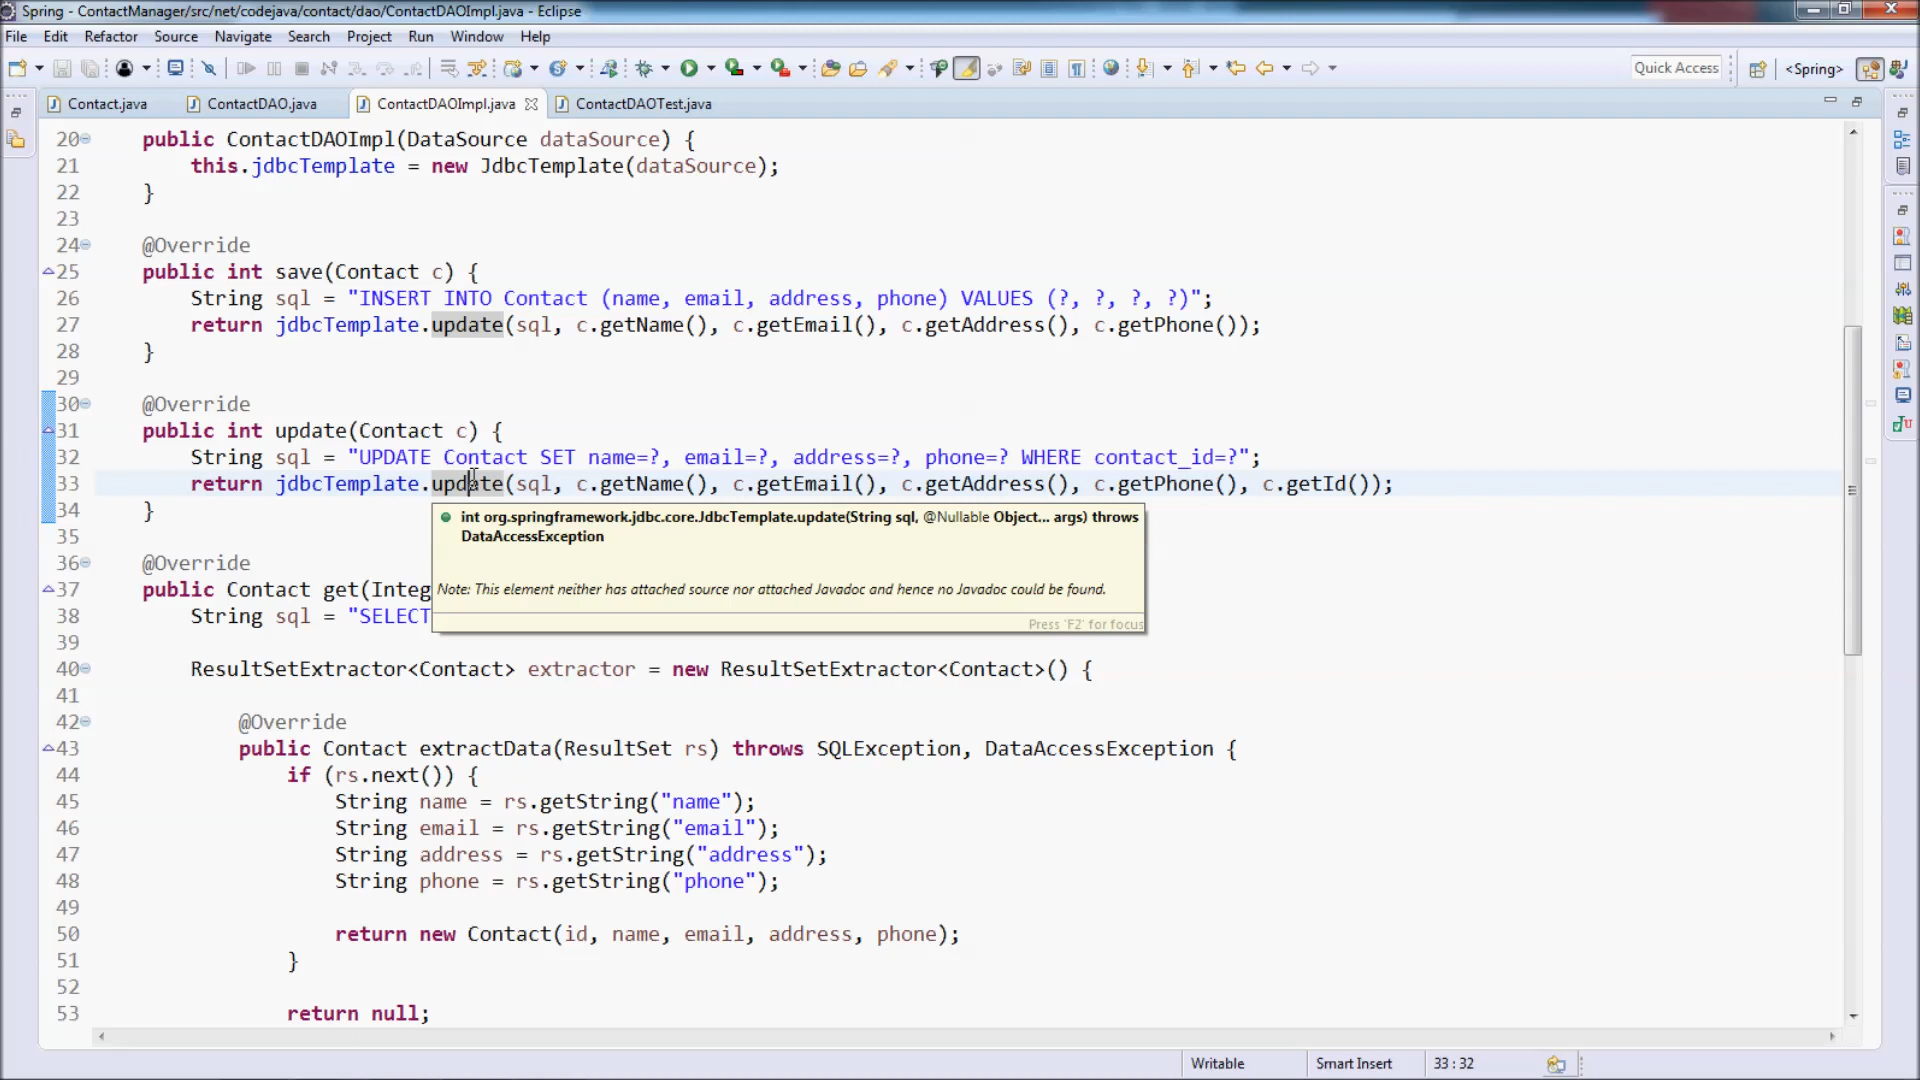 Spring - ContactManager/src/net/codejava/contact/dao/ContactDAOImpl.java - Eclipse
File Edit Refactor Source Navigate Search Project Run Window Help
Quick Access <Spring>
Contact.java ContactDAO.java ContactDAOImpl.java ContactDAOTest.java
20 public ContactDAOImpl(DataSource dataSource) {
21 this.jdbcTemplate = new JdbcTemplate(dataSource);
22 }
23
24 @Override
25 public int save(Contact c) {
26 String sql = "INSERT INTO Contact (name, email, address, phone) VALUES (?, ?, ?, ?)";
27 return jdbcTemplate.update(sql, c.getName(), c.getEmail(), c.getAddress(), c.getPhone());
28 }
29
30 @Override
31 public int update(Contact c) {
32 String sql = "UPDATE Contact SET name=?, email=?, address=?, phone=? WHERE contact_id=?";
33 return jdbcTemplate.update(sql, c.getName(), c.getEmail(), c.getAddress(), c.getPhone(), c.getId());
34 }
int org.springframework.jdbc.core.JdbcTemplate.update(String sql, @Nullable Object... args) throws
DataAccessException
35
36 @Override
37 public Contact get(Integ
Note: This element neither has attached source nor attached Javadoc and hence no Javadoc could be found.
38 String sql = "SELECT
Press 'F2' for focus
39
40 ResultSetExtractor<Contact> extractor = new ResultSetExtractor<Contact>() {
41
42 @Override
43 public Contact extractData(ResultSet rs) throws SQLException, DataAccessException {
44 if (rs.next()) {
45 String name = rs.getString("name");
46 String email = rs.getString("email");
47 String address = rs.getString("address");
48 String phone = rs.getString("phone");
49
50 return new Contact(id, name, email, address, phone);
51 }
52
53 return null;
Writable Smart Insert 33 : 32